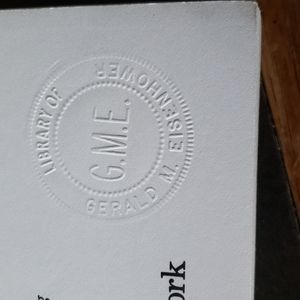 LIBRARY OF
GERALD M. EISENHOWER
G.M.E.
ork